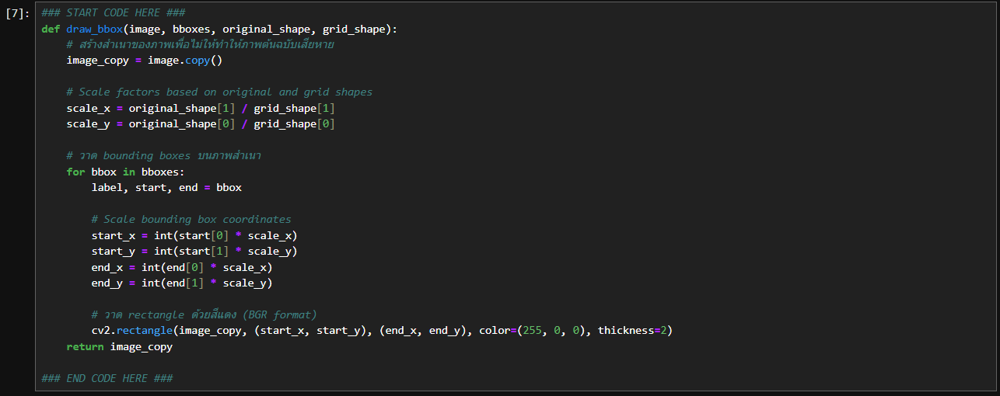 [7]: ### START CODE HERE ###
def draw_bbox(image, bboxes, original_shape, grid_shape):
    # สร้างสำเนาของภาพเพื่อไม่ให้ทำให้ภาพต้นฉบับเสียหาย
    image_copy = image.copy()

    # Scale factors based on original and grid shapes
    scale_x = original_shape[1] / grid_shape[1]
    scale_y = original_shape[0] / grid_shape[0]

    # วาด bounding boxes บนภาพสำเนา
    for bbox in bboxes:
        label, start, end = bbox

        # Scale bounding box coordinates
        start_x = int(start[0] * scale_x)
        start_y = int(start[1] * scale_y)
        end_x = int(end[0] * scale_x)
        end_y = int(end[1] * scale_y)

        # วาด rectangle ด้วยสีแดง (BGR format)
        cv2.rectangle(image_copy, (start_x, start_y), (end_x, end_y), color=(255, 0, 0), thickness=2)
    return image_copy

### END CODE HERE ###